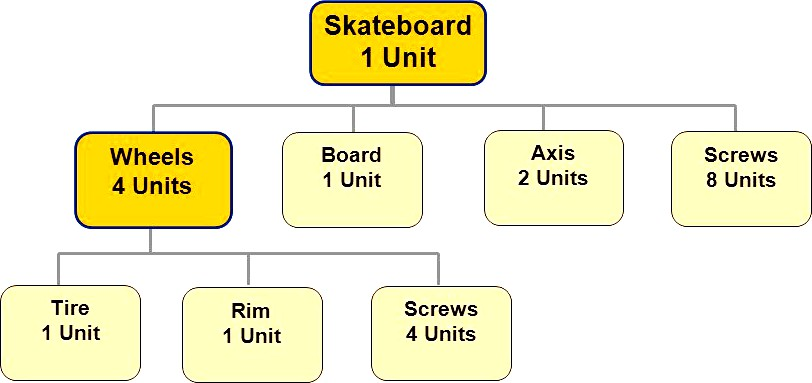 Skateboard
1 Unit
Wheels
4 Units
Board
1 Unit
Axis
2 Units
Screws
8 Units
Tire
1 Unit
Rim
1 Unit
Screws
4 Units